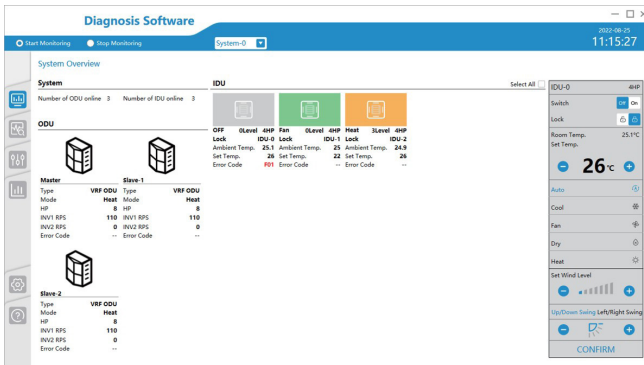 Diagnosis Software
2022-08-25
11:15:27
Start Monitoring Stop Monitoring System-0
System Overview
System
Number of ODU online 3 Number of IDU online 3
ODU
Master
Type VRF ODU
Mode Heat
HP 8
INV1 RPS 110
INV2 RPS 0
Error Code --
Slave-1
Type VRF ODU
Mode Heat
HP 8
INV1 RPS 110
INV2 RPS 0
Error Code --
Slave-2
Type VRF ODU
Mode Heat
HP 8
INV1 RPS 110
INV2 RPS 0
Error Code --
IDU
Select All
OFF 0Level 4HP
Lock IDU-0
Ambient Temp. 25.1
Set Temp. 26
Error Code F01
Fan 0Level 4HP
Lock IDU-1
Ambient Temp. 25
Set Temp. 22
Error Code --
Heat 3Level 4HP
Lock IDU-2
Ambient Temp. 24.9
Set Temp. 26
Error Code --
IDU-0 4HP
Switch Off On
Lock
Room Temp. 25.1°C
Set Temp.
26°C
Auto
Cool
Fan
Dry
Heat
Set Wind Level
Up/Down Swing Left/Right Swing
CONFIRM